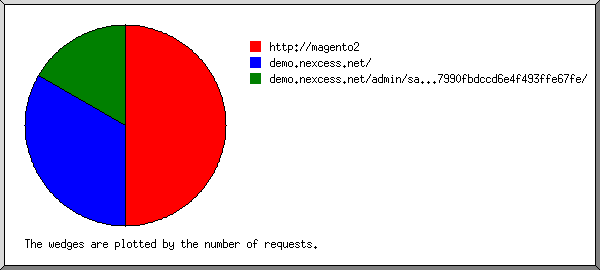 http://magento2
demo.nexcess.net/
demo.nexcess.net/admin/sa...7990fbdccd6e4f493ffe67fe/
The wedges are plotted by the number of requests.